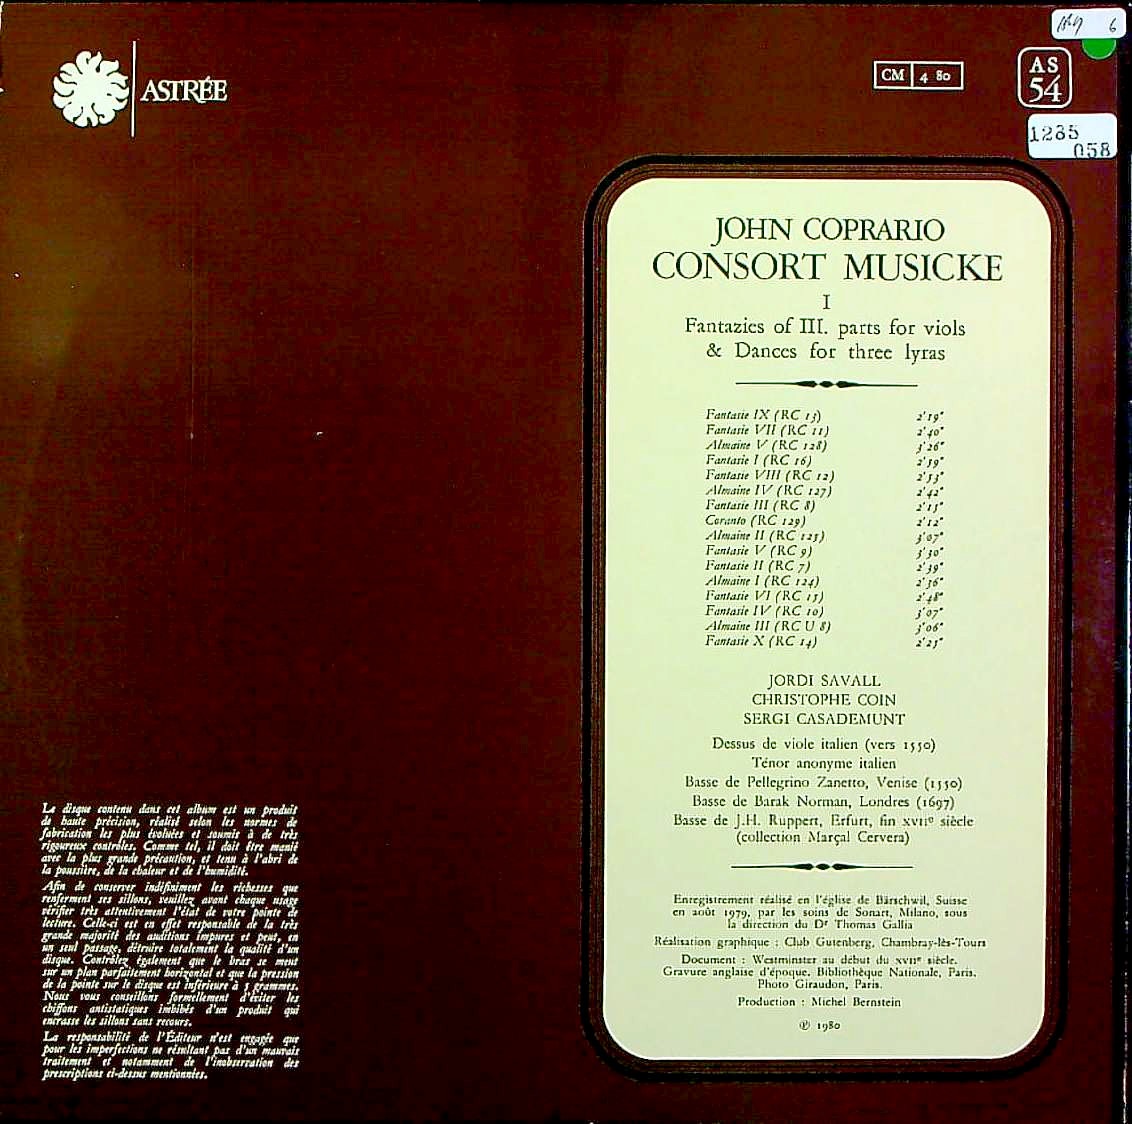 ASTRÉE
CM 4 80
AS
54
6
1235
058
JOHN COPRARIO
CONSORT MUSICKE
I
Fantazies of III. parts for viols
& Dances for three lyras
Fantasie IX (RC 13) 2'19"
Fantasie VII (RC 11) 2'40"
Almaine V (RC 128) 3'26"
Fantasie I (RC 16) 2'59"
Fantasie VIII (RC 12) 2'53"
Almaine IV (RC 127) 2'42"
Fantasie III (RC 8) 2'15"
Coranto (RC 129) 2'12"
Almaine II (RC 125) 3'07"
Fantasie V (RC 9) 3'30"
Fantasie II (RC 7) 2'39"
Almaine I (RC 124) 2'36"
Fantasie VI (RC 15) 2'48"
Fantasie IV (RC 10) 3'07"
Almaine III (RC U 8) 3'06"
Fantasie X (RC 14) 2'25"
JORDI SAVALL
CHRISTOPHE COIN
SERGI CASADEMUNT
Dessus de viole italien (vers 1550)
Ténor anonyme italien
Basse de Pellegrino Zanetto, Venise (1550)
Basse de Barak Norman, Londres (1697)
Basse de J.H. Ruppert, Erfurt, fin XVIIe siècle
(collection Marçal Cervera)
Enregistrement réalisé en l'église de Bärschwil, Suisse
en août 1979, par les soins de Sonart, Milano, sous
la direction du Dr Thomas Gallia
Réalisation graphique : Club Gutenberg, Chambray-lès-Tours
Document : Westminster au début du XVIIe siècle.
Gravure anglaise d'époque. Bibliothèque Nationale, Paris.
Photo Giraudon, Paris.
Production : Michel Bernstein
℗ 1980
Le disque contenu dans cet album est un produit
de haute précision, réalisé selon les normes de
fabrication les plus évoluées et soumis à de très
rigoureux contrôles. Comme tel, il doit être manié
avec la plus grande précaution, et tenu à l'abri de
la poussière, de la chaleur et de l'humidité.
Afin de conserver indéfiniment les richesses que
renferment ses sillons, veuillez avant chaque usage
vérifier très attentivement l'état de votre pointe de
lecture. Celle-ci est en effet responsable de la très
grande majorité des auditions impures et peut, en
un seul passage, détruire totalement la qualité d'un
disque. Contrôlez également que le bras se meut
sur un plan parfaitement horizontal et que la pression
de la pointe sur le disque est inférieure à 3 grammes.
Nous vous conseillons formellement d'éviter les
chiffons antistatiques imbibés d'un produit qui
encrasse les sillons sans recours.
La responsabilité de l'Éditeur n'est engagée que
pour les imperfections ne résultant pas d'un mauvais
traitement et notamment de l'inobservation des
prescriptions ci-dessus mentionnées.